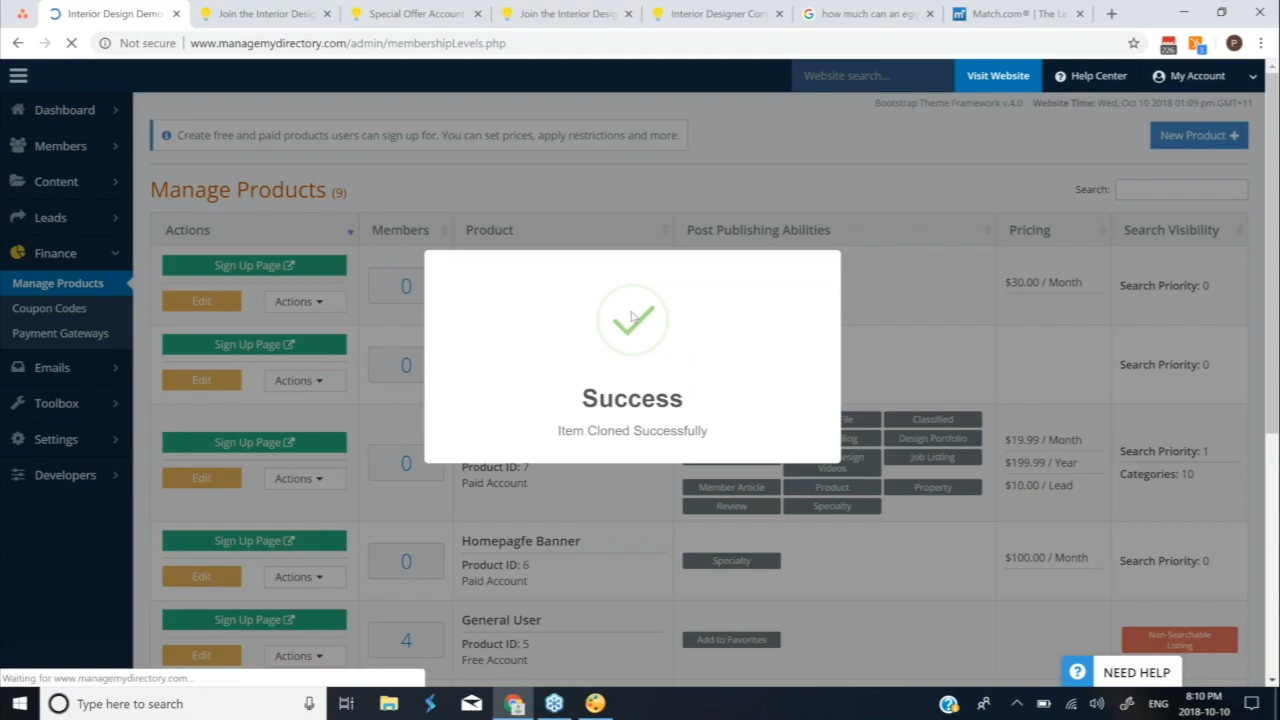 Interior Design Demo
Join the Interior Desig
Special Offer Account
Join the Interior Desig
Interior Designer Con
how much can an eg
Match.com® | The Le
Not secure
www.managemydirectory.com/admin/membershipLevels.php
226
1
P
Website search...
Visit Website
Help Center
My Account
Dashboard
Members
Content
Leads
Finance
Manage Products
Coupon Codes
Payment Gateways
Emails
Toolbox
Settings
Developers
Bootstrap Theme Framework v.4.0 Website Time: Wed, Oct 10 2018 01:09 pm GMT+11
Create free and paid products users can sign up for. You can set prices, apply restrictions and more.
New Product
Manage Products (9)
Search:
Actions
Members
Product
Post Publishing Abilities
Pricing
Search Visibility
Sign Up Page
Edit
Actions
0
$30.00 / Month
Search Priority: 0
Sign Up Page
Edit
Actions
0
Search Priority: 0
Sign Up Page
Edit
Actions
0
Product ID: 7
Paid Account
File
Classified
Blog
Design Portfolio
Design
Videos
Job Listing
Member Article
Product
Property
Review
Specialty
$19.99 / Month
$199.99 / Year
$10.00 / Lead
Search Priority: 1
Categories: 10
Success
Item Cloned Successfully
Sign Up Page
Edit
Actions
0
Homepagfe Banner
Product ID: 6
Paid Account
Specialty
$100.00 / Month
Search Priority: 0
Sign Up Page
Edit
Actions
4
General User
Product ID: 5
Free Account
Add to Favorites
Non-Searchable
Listing
NEED HELP
Waiting for www.managemydirectory.com...
Type here to search
ENG
8:10 PM
2018-10-10